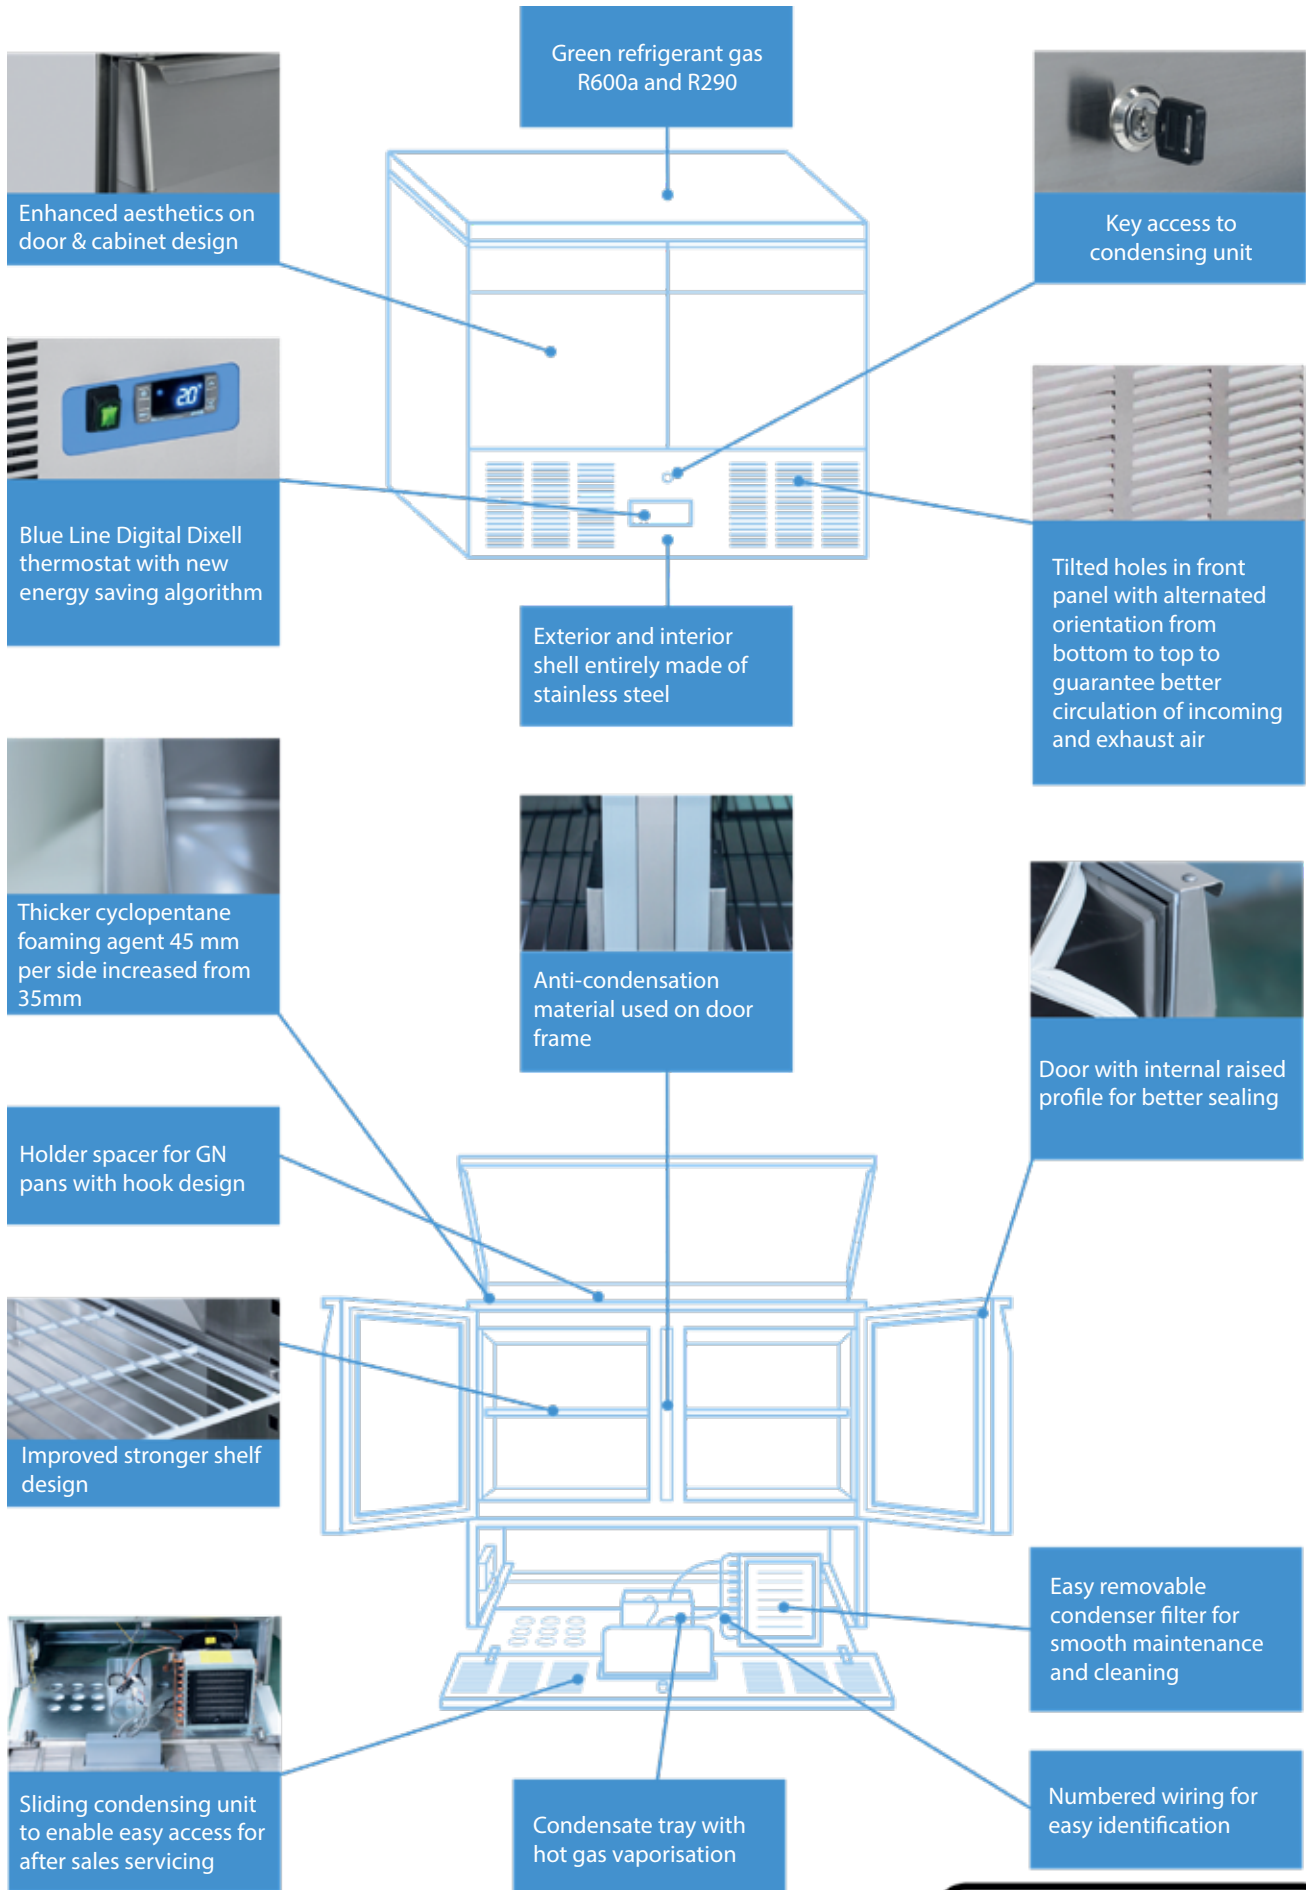 Green refrigerant gas
R600a and R290
Enhanced aesthetics on
door & cabinet design
Key access to
condensing unit
20°
Blue Line Digital Dixell
thermostat with new
energy saving algorithm
Tilted holes in front
panel with alternated
orientation from
bottom to top to
guarantee better
circulation of incoming
and exhaust air
Exterior and interior
shell entirely made of
stainless steel
Thicker cyclopentane
foaming agent 45 mm
per side increased from
35mm
Anti-condensation
material used on door
frame
Door with internal raised
profile for better sealing
Holder spacer for GN
pans with hook design
Improved stronger shelf
design
Easy removable
condenser filter for
smooth maintenance
and cleaning
Sliding condensing unit
to enable easy access for
after sales servicing
Condensate tray with
hot gas vaporisation
Numbered wiring for
easy identification